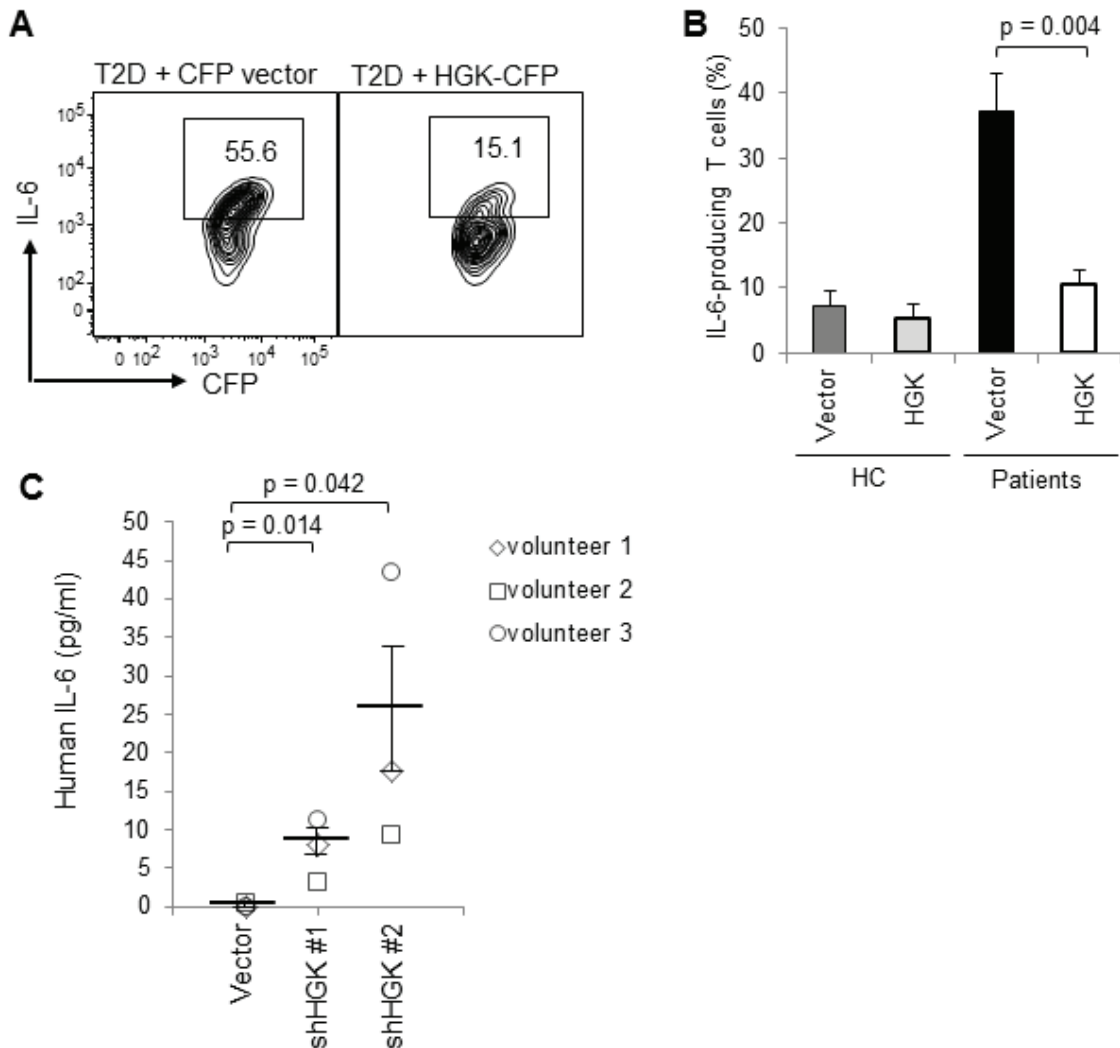 A
T2D + CFP vector
T2D + HGK-CFP
IL-6
10⁵
10⁴
10³
10²
0
55.6
15.1
0 10² 10³ 10⁴ 10⁵
CFP
B
p = 0.004
IL-6-producing T cells (%)
50
40
30
20
10
0
Vector
HGK
Vector
HGK
HC
Patients
C
p = 0.042
p = 0.014
Human IL-6 (pg/ml)
50
45
40
35
30
25
20
15
10
5
0
Vector
shHGK #1
shHGK #2
volunteer 1
volunteer 2
volunteer 3